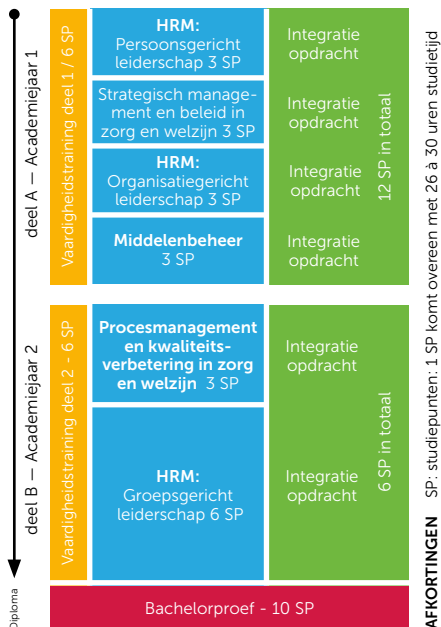 deel A — Academiejaar 1
Vaardigheidstraining deel 1 / 6 SP
HRM:
Persoonsgericht
leiderschap 3 SP
Strategisch manage-
ment en beleid in
zorg en welzijn 3 SP
HRM:
Organisatiegericht
leiderschap 3 SP
Middelenbeheer
3 SP
Integratie
opdracht
Integratie
opdracht
Integratie
opdracht
Integratie
opdracht
12 SP in totaal
deel B — Academiejaar 2
Vaardigheidstraining deel 2 - 6 SP
Procesmanagement
en kwaliteits-
verbetering in zorg
en welzijn 3 SP
HRM:
Groepsgericht
leiderschap 6 SP
Integratie
opdracht
Integratie
opdracht
6 SP in totaal
Diploma
Bachelorproef - 10 SP
AFKORTINGEN SP: studiepunten: 1 SP komt overeen met 26 à 30 uren studietijd